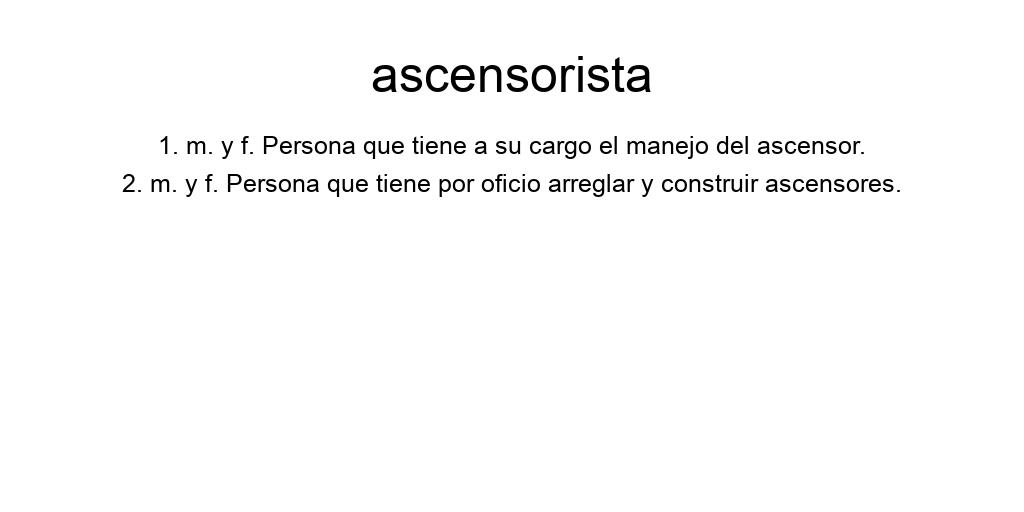 ascensorista
1. m. y f. Persona que tiene a su cargo el manejo del ascensor.
2. m. y f. Persona que tiene por oficio arreglar y construir ascensores.